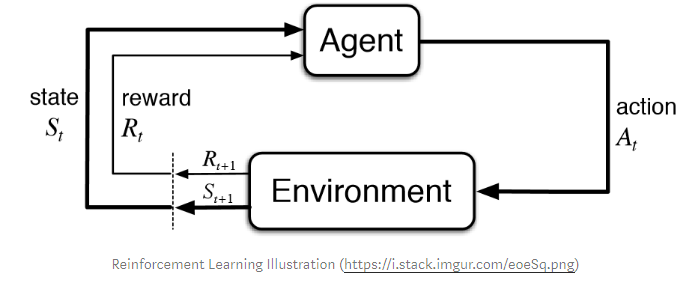 Agent
state
S_t
reward
R_t
action
A_t
R_{t+1}
S_{t+1}
Environment
Reinforcement Learning Illustration (https://i.stack.imgur.com/eoeSq.png)